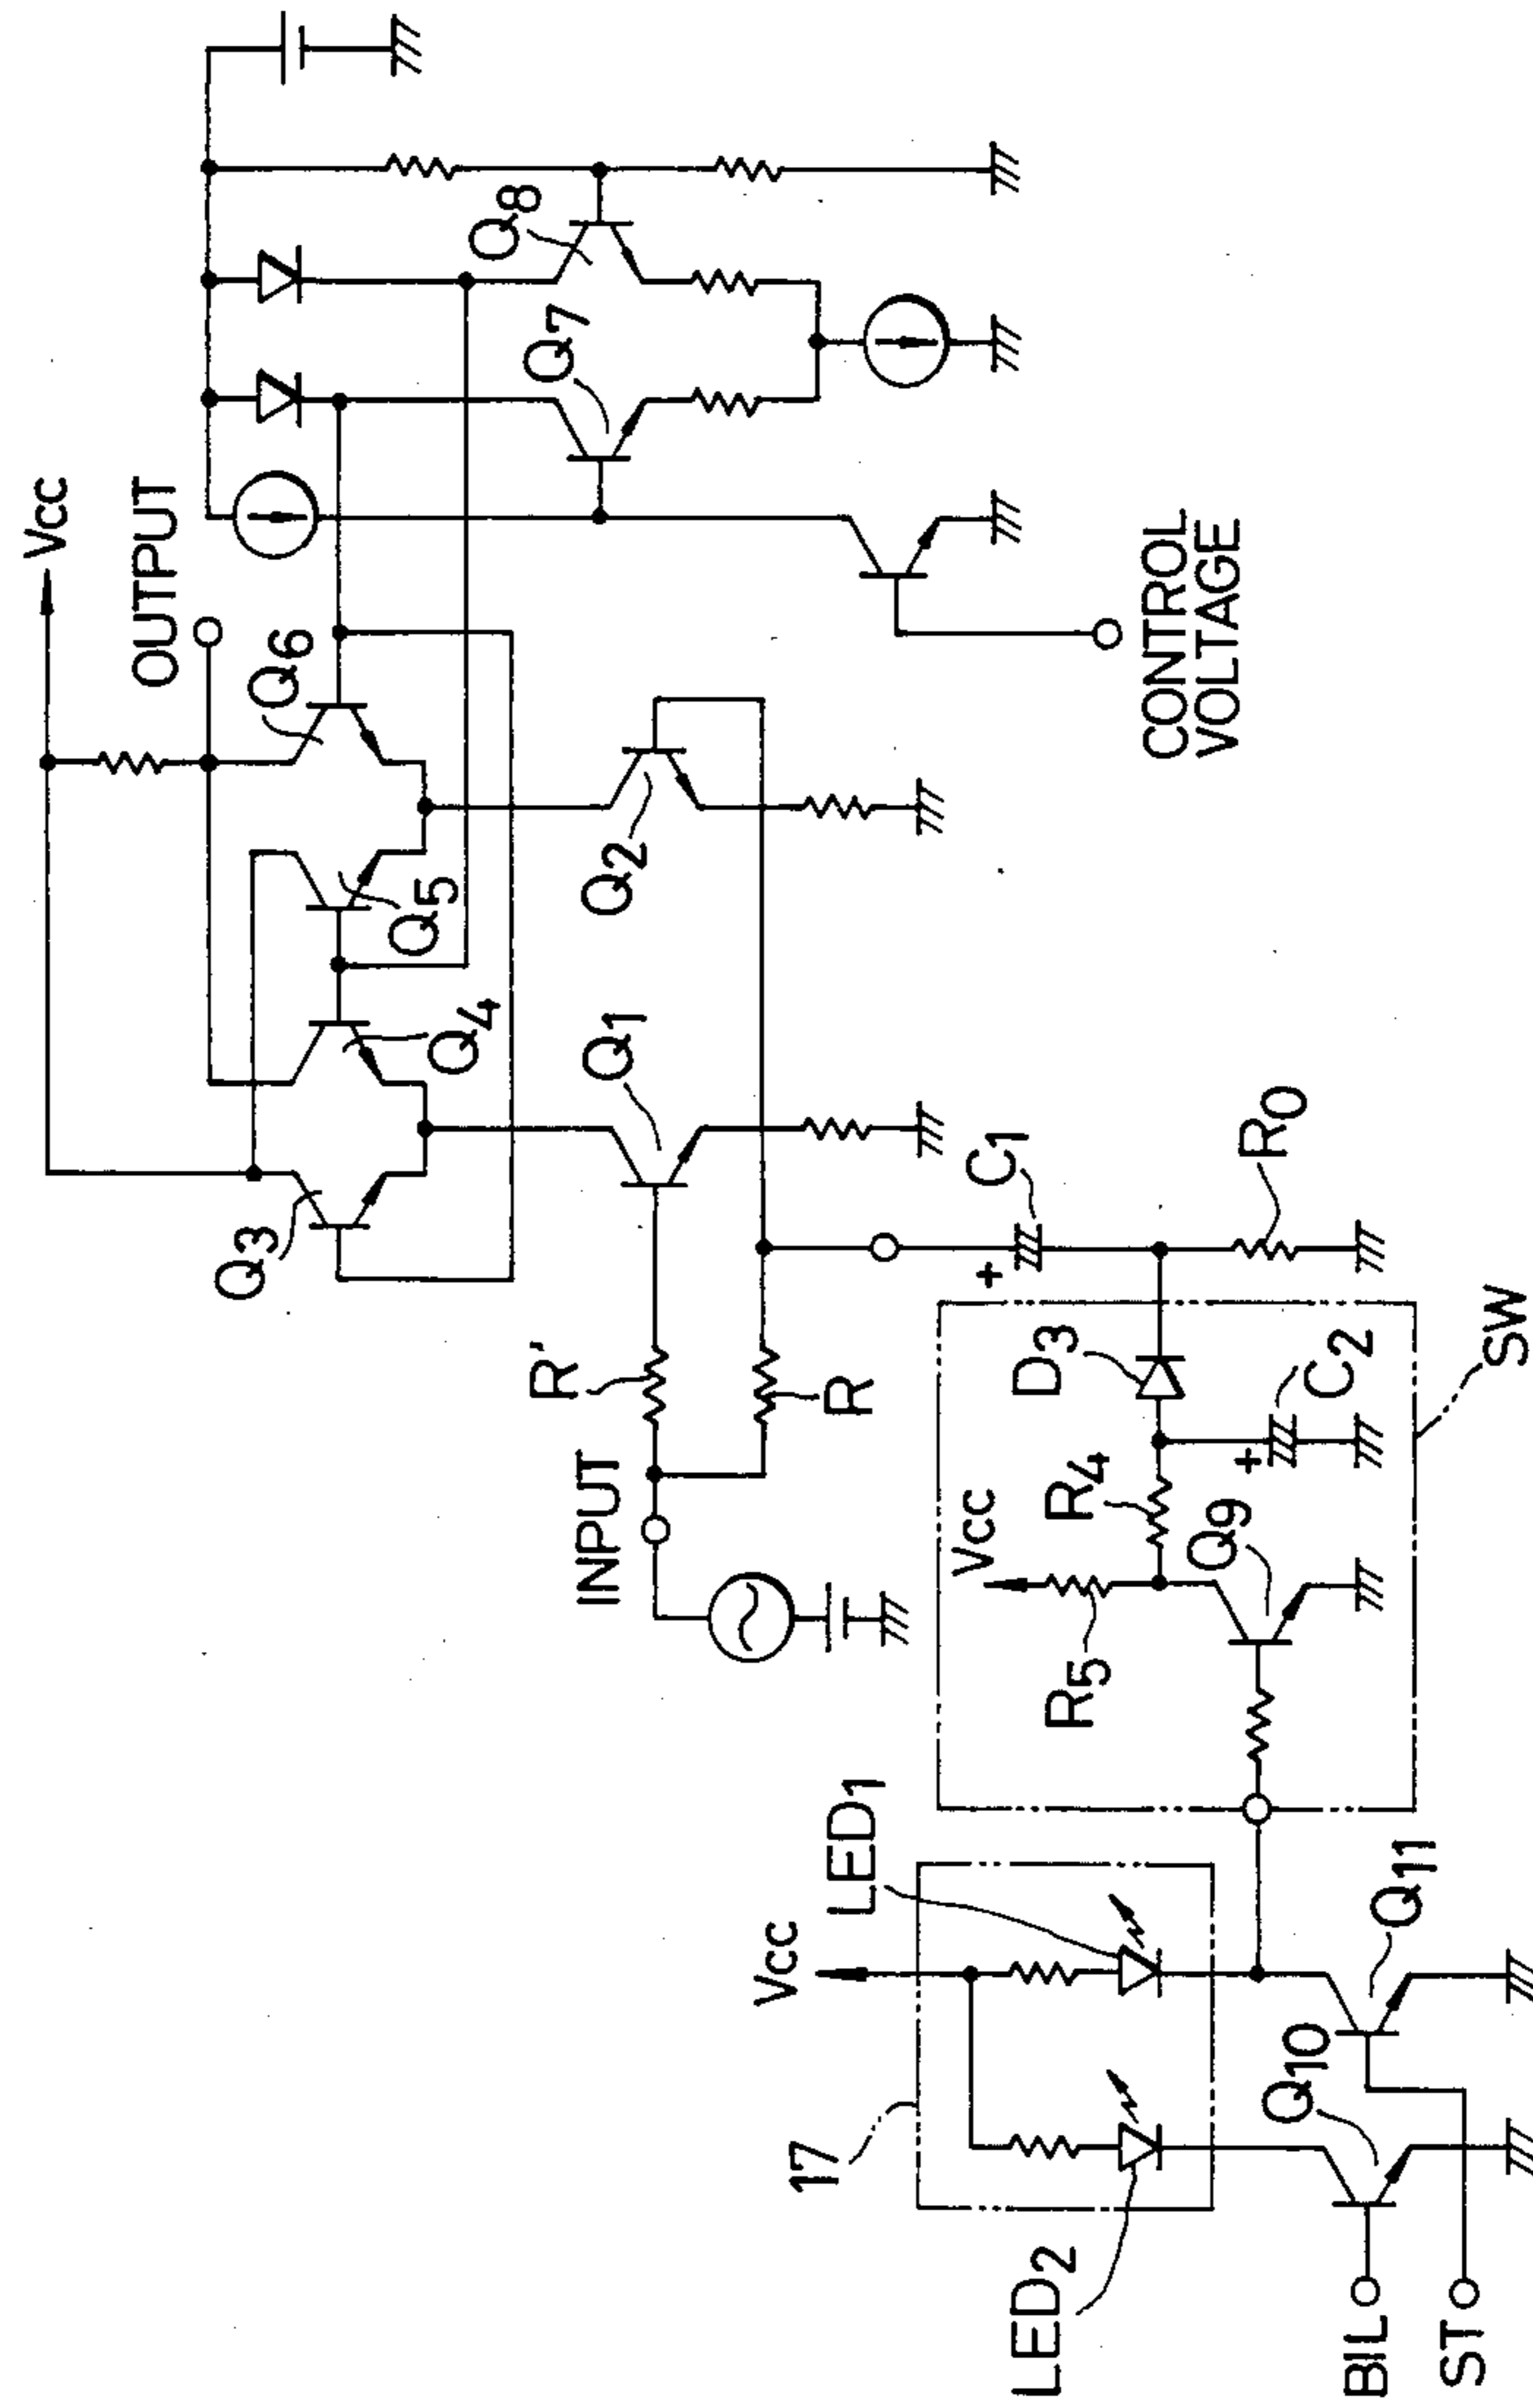 Vcc
OUTPUT
Q6
Q5
Q4
Q3
Q8
Q7
Q2
Q1
CONTROL
VOLTAGE
R'
R
INPUT
C1
+
R0
D3
C2
+
SW
R4
Vcc
R5
Q9
LED1
Vcc
17
LED2
Q11
Q10
BIL
ST